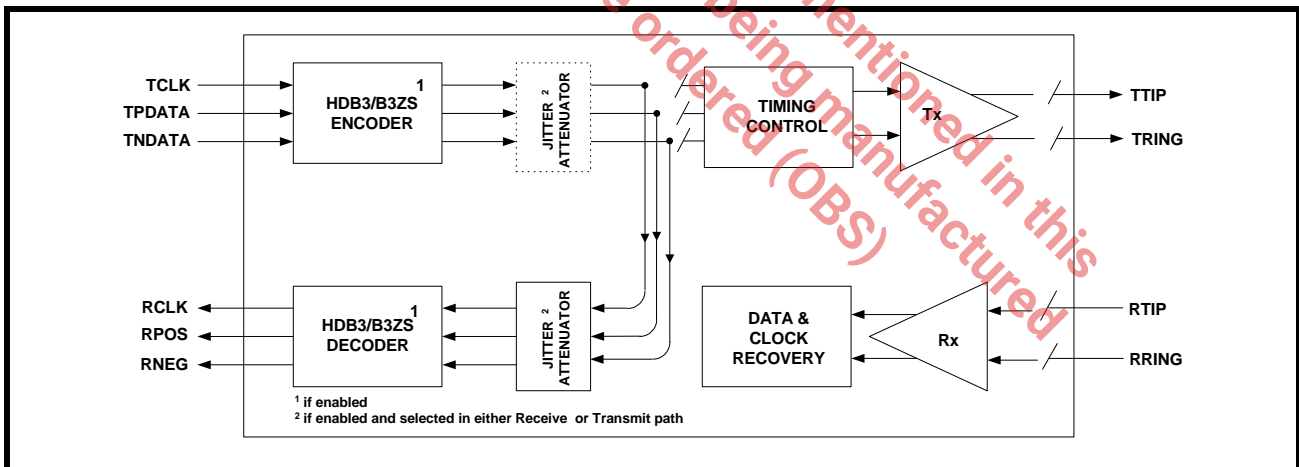 mentioned in this
being manufactured
e ordered (OBS)
TCLK
TPDATA
TNDATA
HDB3/B3ZS 1
ENCODER
JITTER 2
ATTENUATOR
TIMING
CONTROL
Tx
TTIP
TRING
RCLK
RPOS
RNEG
HDB3/B3ZS 1
DECODER
JITTER 2
ATTENUATOR
DATA &
CLOCK
RECOVERY
Rx
RTIP
RRING
1 if enabled
2 if enabled and selected in either Receive or Transmit path